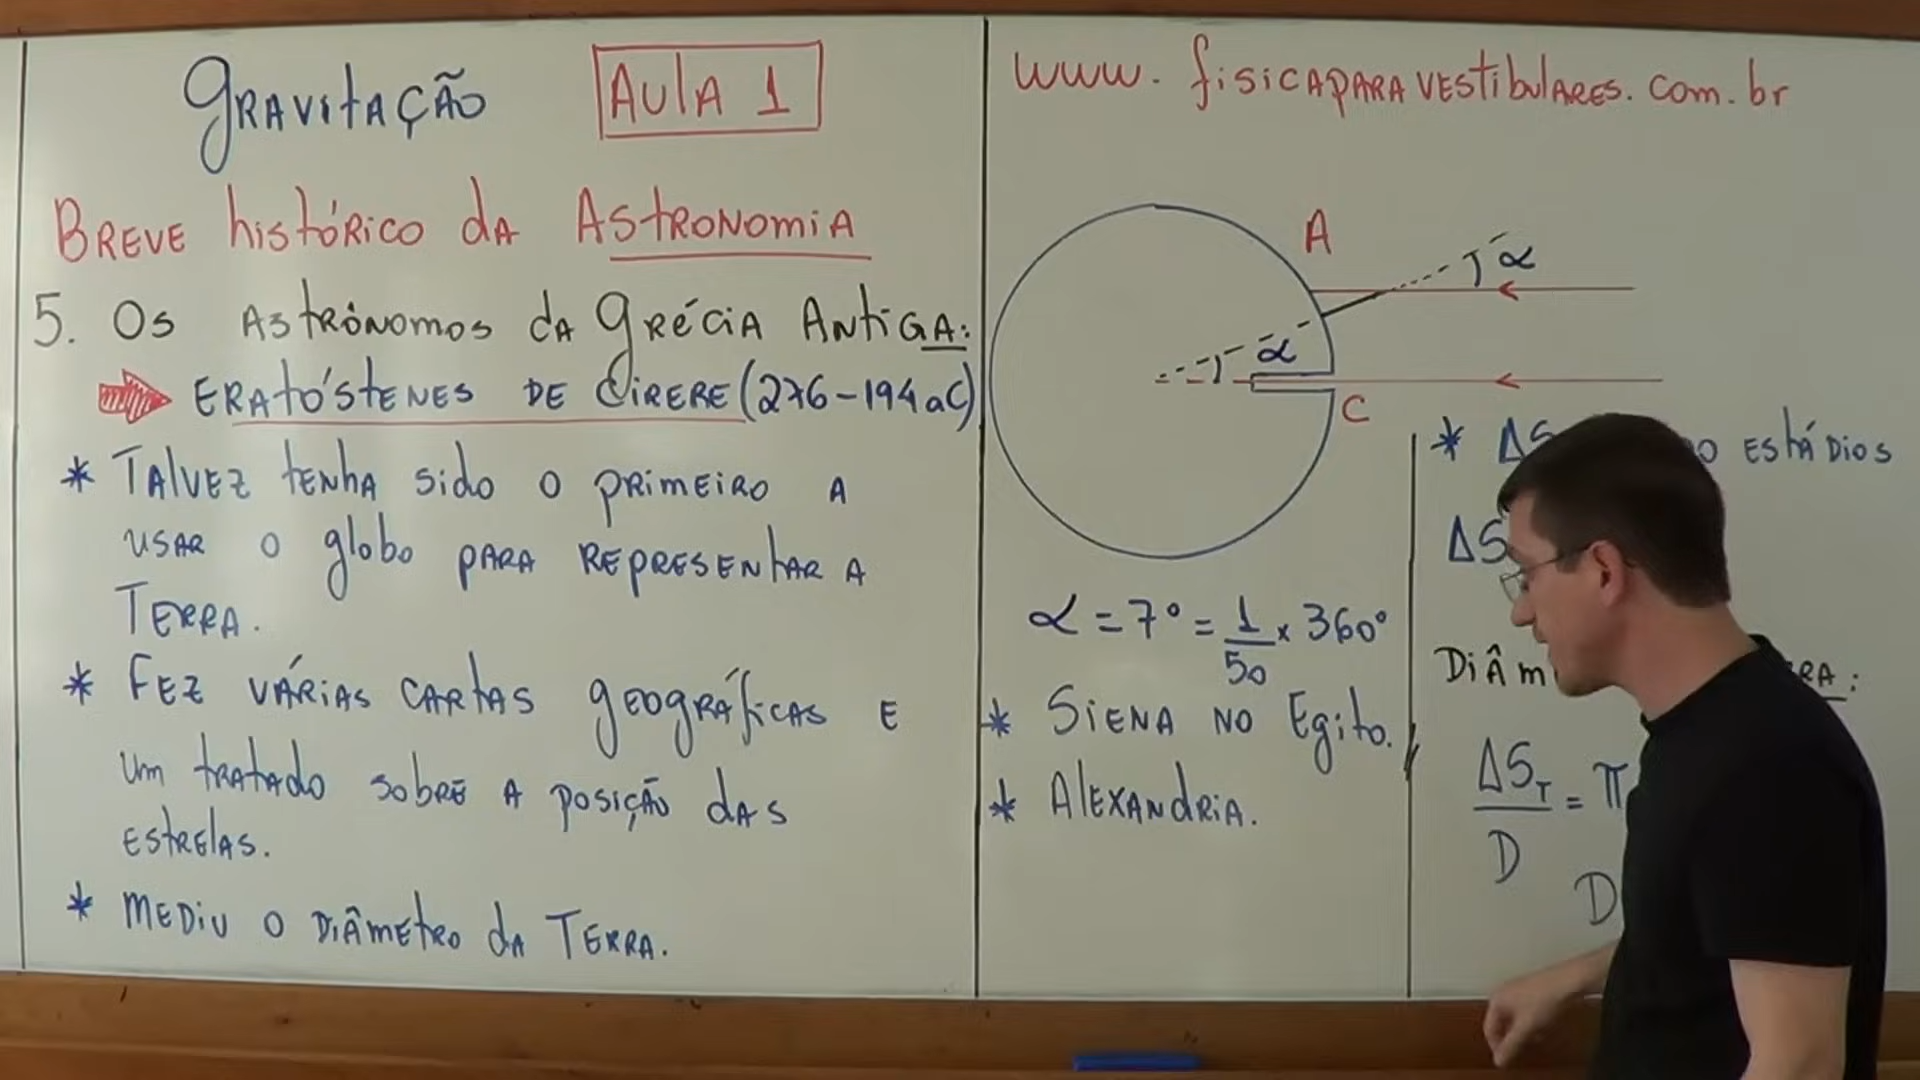 Gravitação
Aula 1
Breve histórico da Astronomia
5. Os Astrônomos da Grécia Antiga:
Eratóstenes de Cirere (276-194 aC)
* Talvez tenha sido o primeiro a
usar o globo para representar a
Terra.
* Fez várias cartas geográficas e
um tratado sobre a posição das
estrelas.
* Mediu o diâmetro da Terra.
www.fisicaparavestibulares.com.br
A
α
α
C
α = 7° = 1/50 x 360°
* Siena no Egito.
* Alexandria.
* ΔS estádios
ΔS
ΔS_T / D = π
D